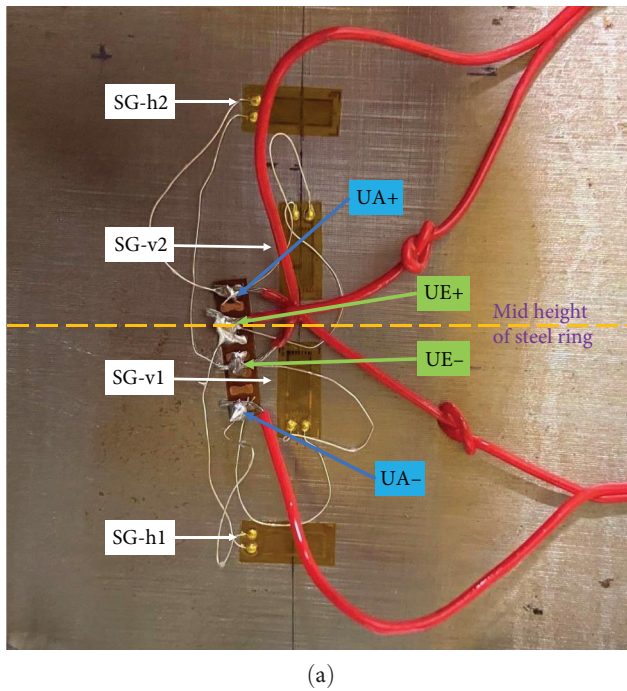 SG-h2
UA+
SG-v2
UE+
Mid height
of steel ring
UE–
SG-v1
UA–
SG-h1
(a)